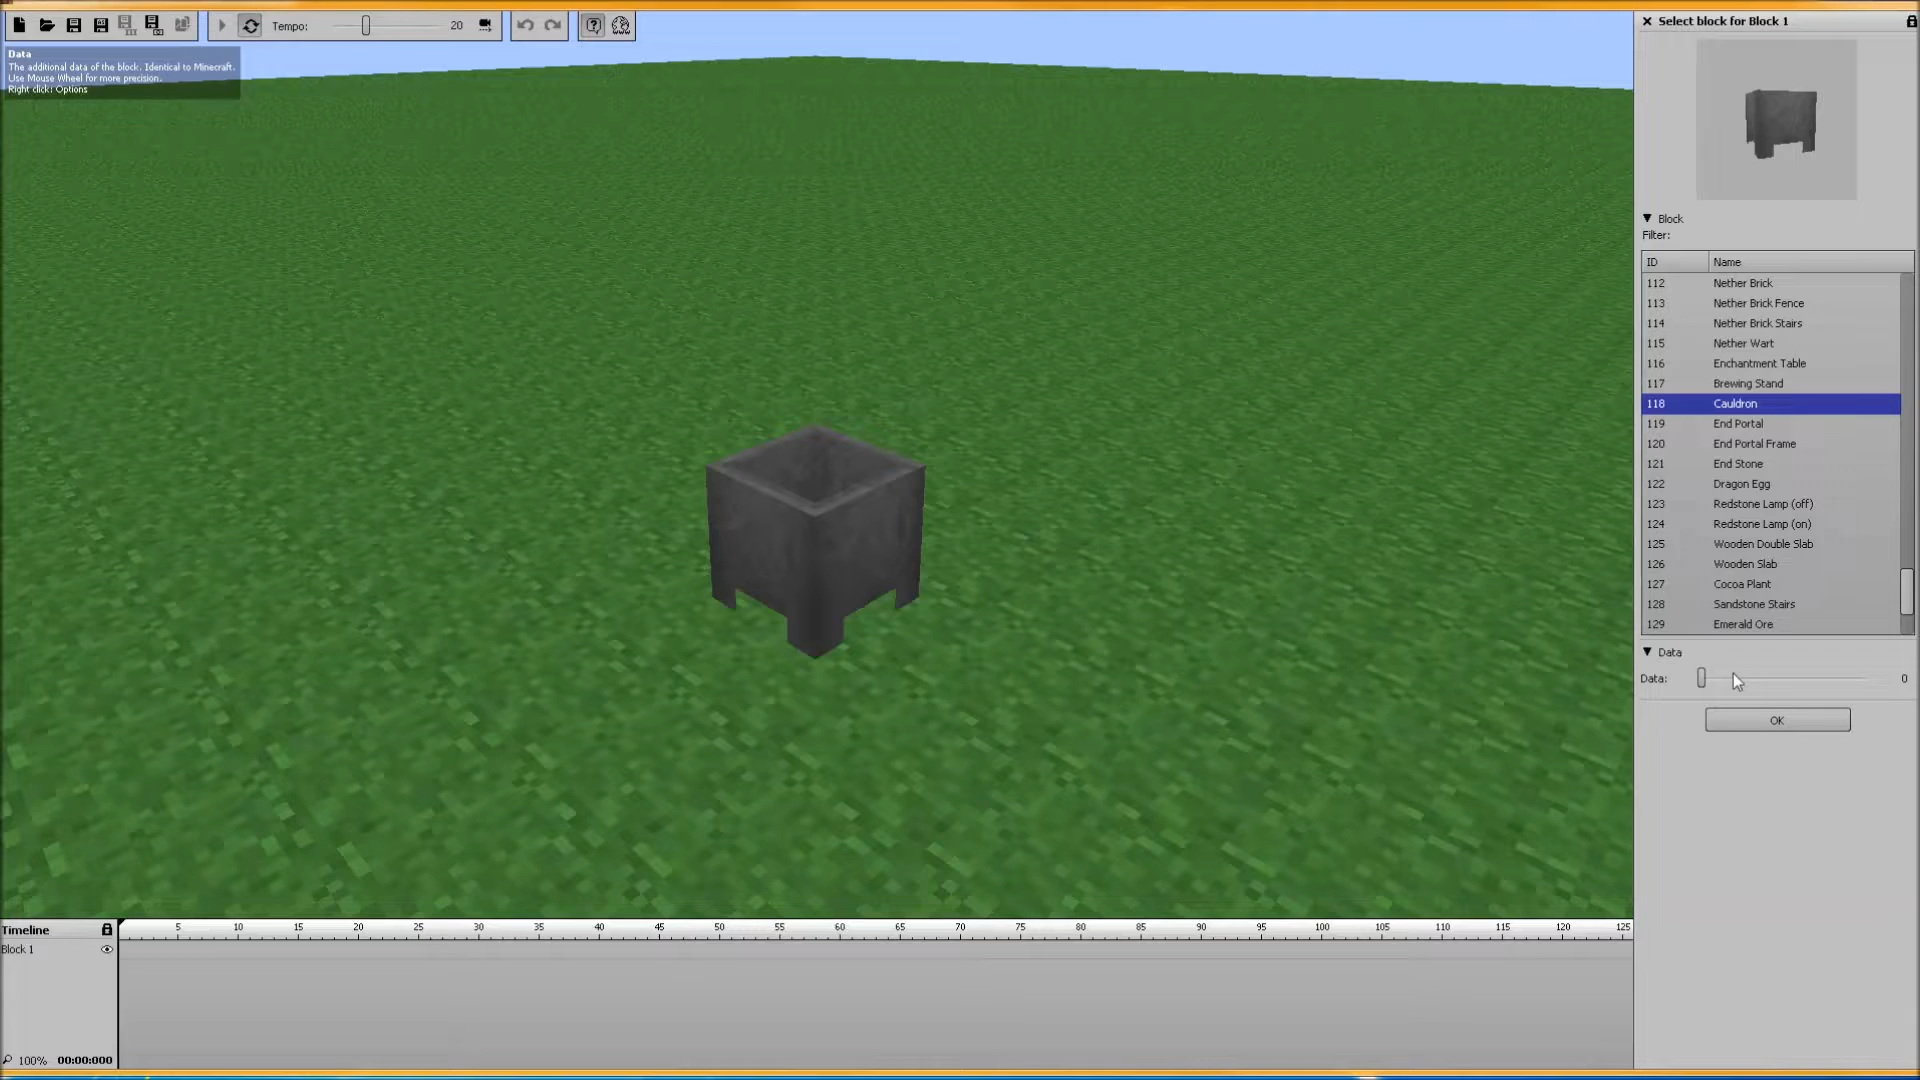 Tempo:
20
Data
The additional data of the block. Identical to Minecraft.
Use Mouse Wheel for more precision.
Right click: Options
Select block for Block 1
Block
Filter:
ID Name
112 Nether Brick
113 Nether Brick Fence
114 Nether Brick Stairs
115 Nether Wart
116 Enchantment Table
117 Brewing Stand
118 Cauldron
119 End Portal
120 End Portal Frame
121 End Stone
122 Dragon Egg
123 Redstone Lamp (off)
124 Redstone Lamp (on)
125 Wooden Double Slab
126 Wooden Slab
127 Cocoa Plant
128 Sandstone Stairs
129 Emerald Ore
Data
Data: 0
OK
Timeline
5 10 15 20 25 30 35 40 45 50 55 60 65 70 75 80 85 90 95 100 105 110 115 120 125
Block 1
100% 00:00:000